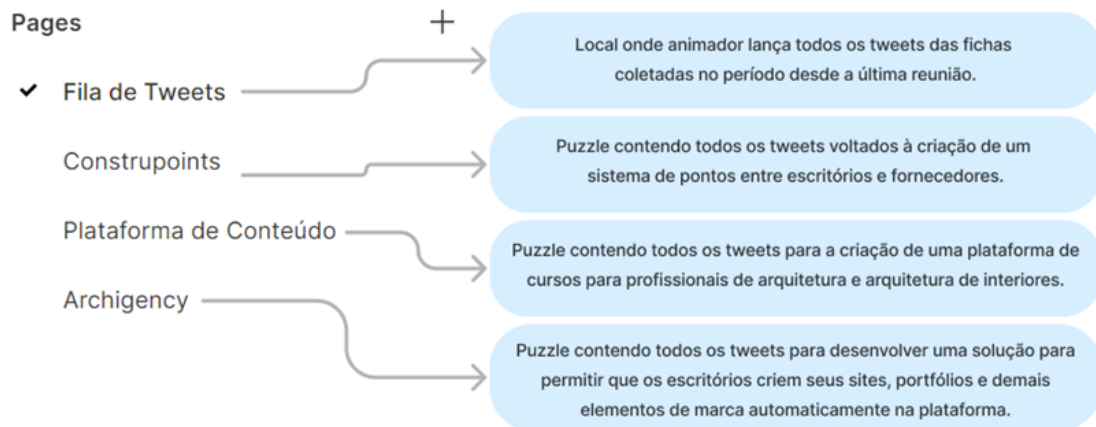 Pages
Fila de Tweets
Construpoints
Plataforma de Conteúdo
Archigency
Local onde animador lança todos os tweets das fichas
coletadas no período desde a última reunião.
Puzzle contendo todos os tweets voltados à criação de um
sistema de pontos entre escritórios e fornecedores.
Puzzle contendo todos os tweets para a criação de uma plataforma de
cursos para profissionais de arquitetura e arquitetura de interiores.
Puzzle contendo todos os tweets para desenvolver uma solução para
permitir que os escritórios criem seus sites, portfólios e demais
elementos de marca automaticamente na plataforma.